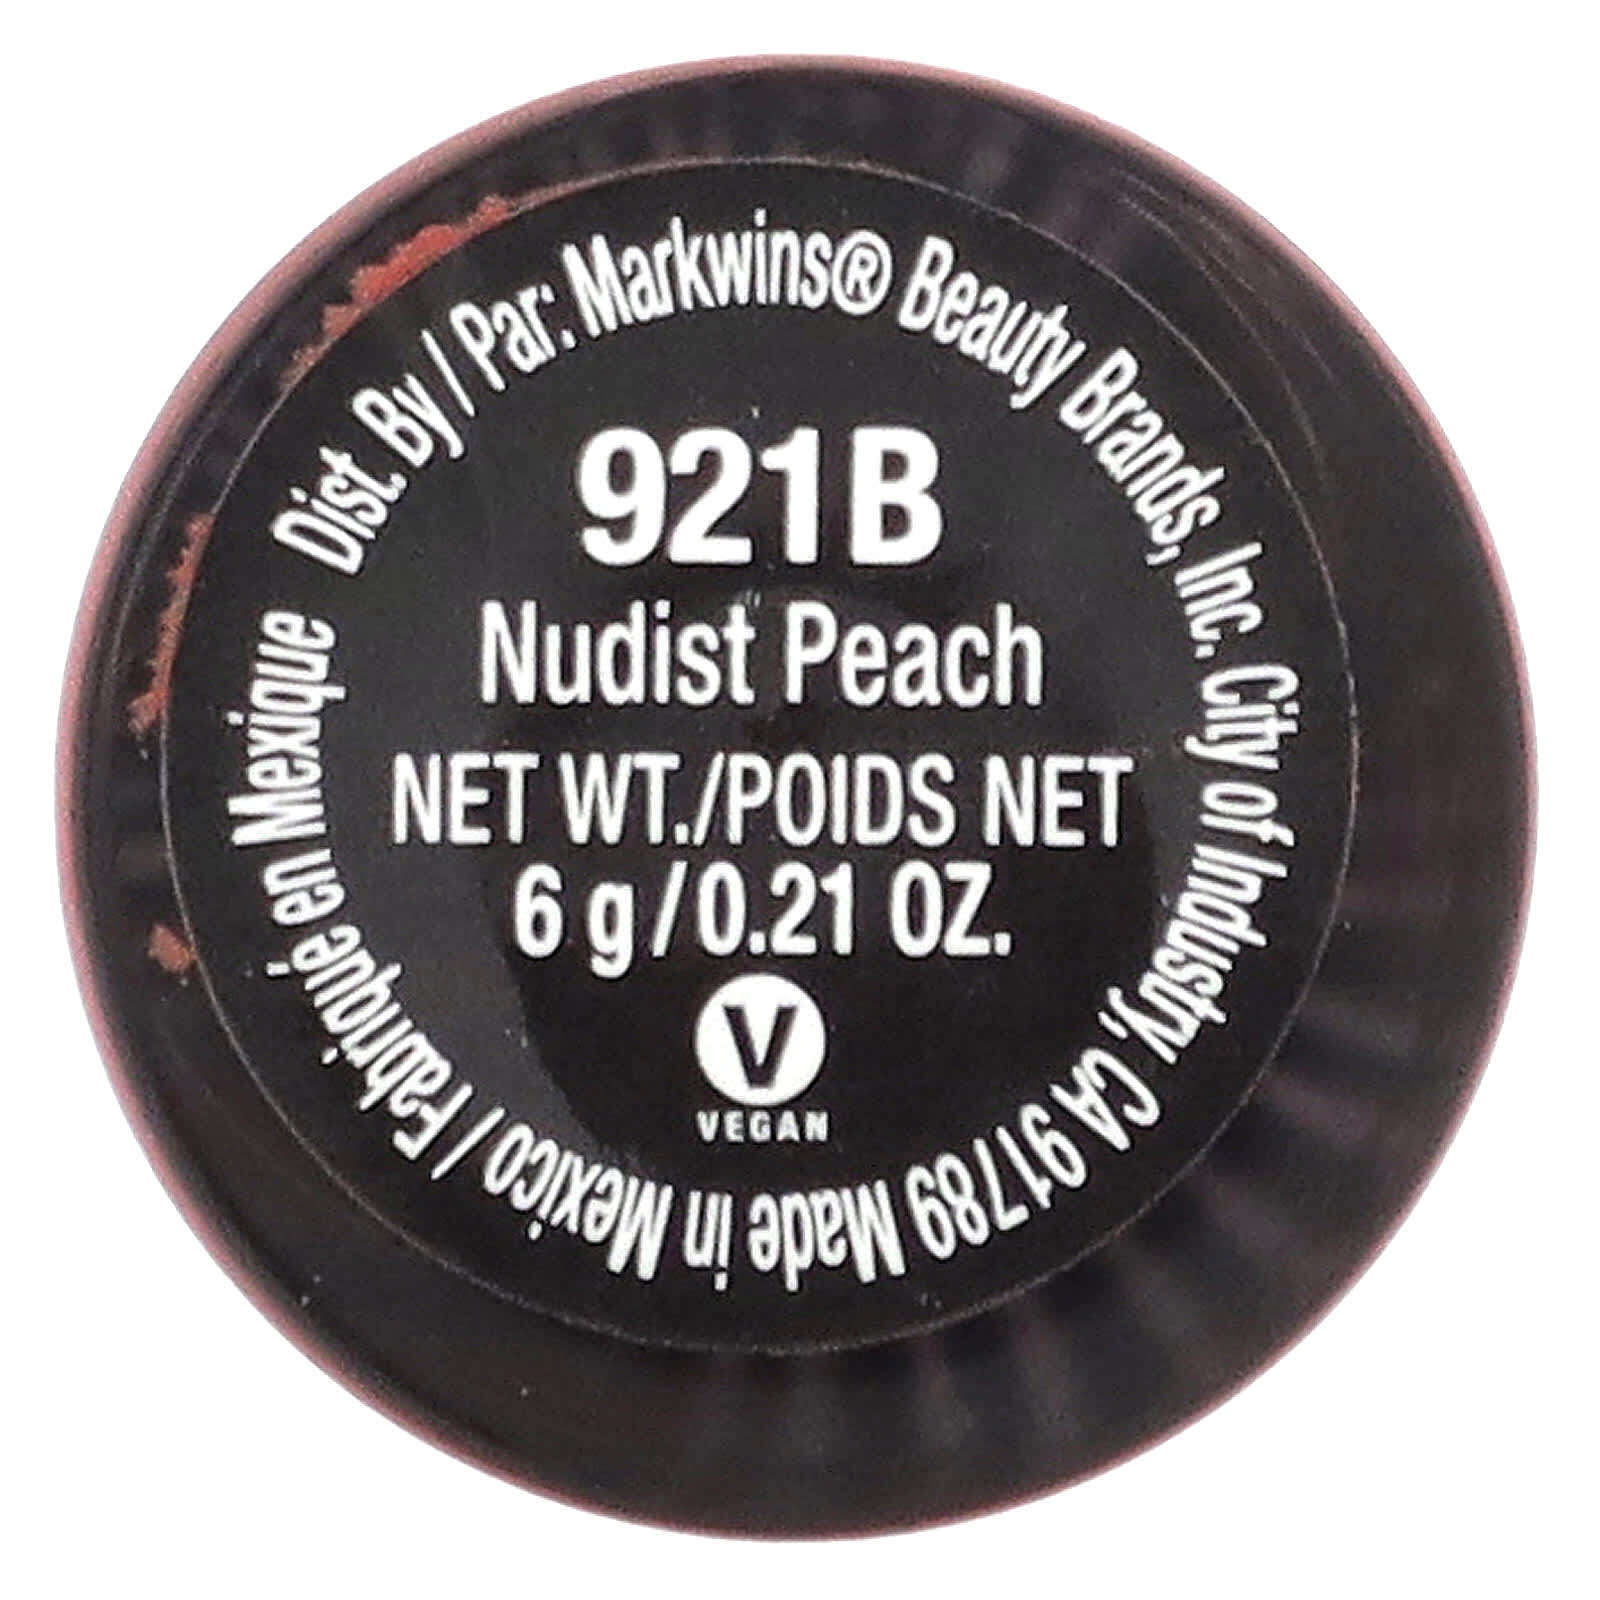 921B
Nudist Peach
NET WT./POIDS NET
6 g/0.21 OZ.
V
VEGAN
Dist. By / Par: Markwins® Beauty Brands, Inc. City of Industry, CA 91789 Made in Mexico / Fabriqué en Mexique